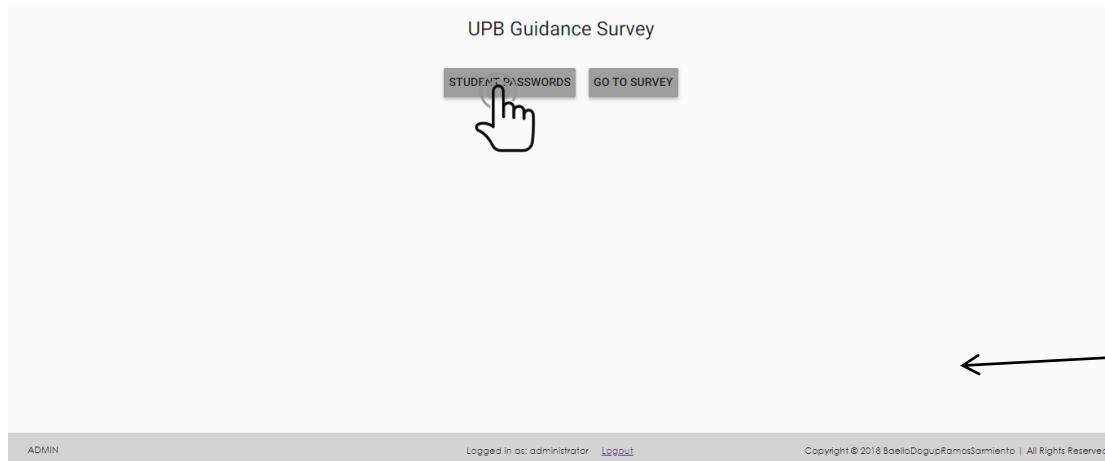 UPB Guidance Survey
STUDENT PASSWORDS GO TO SURVEY
ADMIN Logged in as: administrator Logout Copyright © 2018 BaelloDogupRamosSarmiento | All Rights Reserved